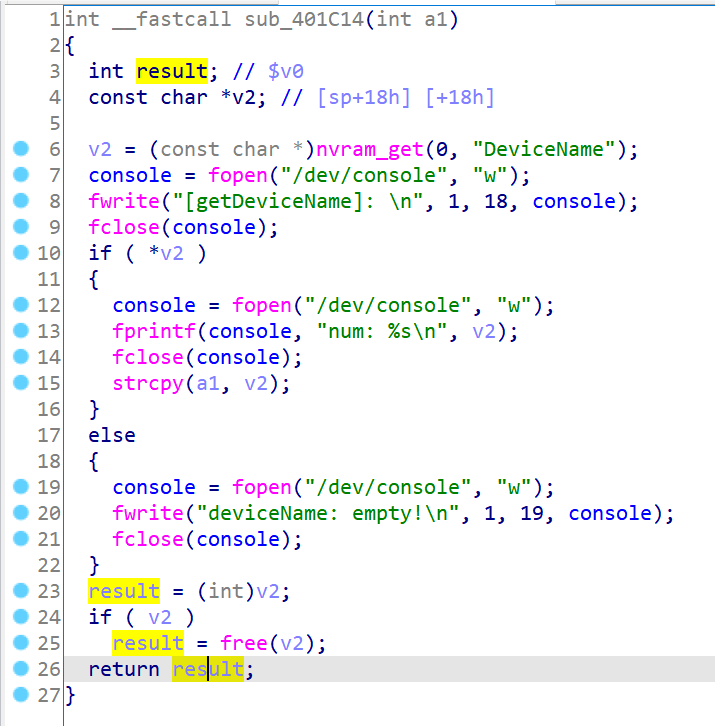 1 int __fastcall sub_401C14(int a1)
2 {
3   int result; // $v0
4   const char *v2; // [sp+18h] [+18h]
5
6   v2 = (const char *)nvram_get(0, "DeviceName");
7   console = fopen("/dev/console", "w");
8   fwrite("[getDeviceName]: \n", 1, 18, console);
9   fclose(console);
10   if ( *v2 )
11   {
12     console = fopen("/dev/console", "w");
13     fprintf(console, "num: %s\n", v2);
14     fclose(console);
15     strcpy(a1, v2);
16   }
17   else
18   {
19     console = fopen("/dev/console", "w");
20     fwrite("deviceName: empty!\n", 1, 19, console);
21     fclose(console);
22   }
23   result = (int)v2;
24   if ( v2 )
25     result = free(v2);
26   return result;
27 }